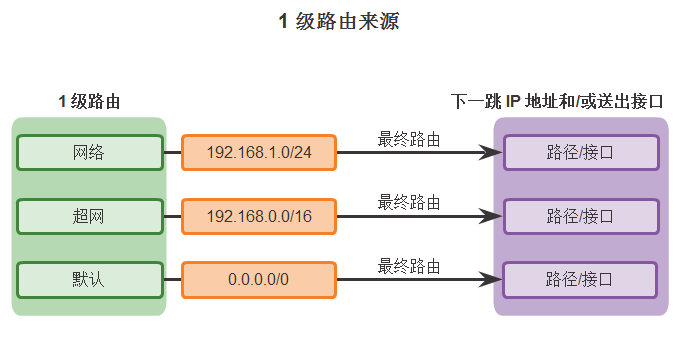 1 级路由来源
1 级路由
下一跳 IP 地址和/或送出接口
网络
192.168.1.0/24
最终路由
路径/接口
超网
192.168.0.0/16
最终路由
路径/接口
默认
0.0.0.0/0
最终路由
路径/接口